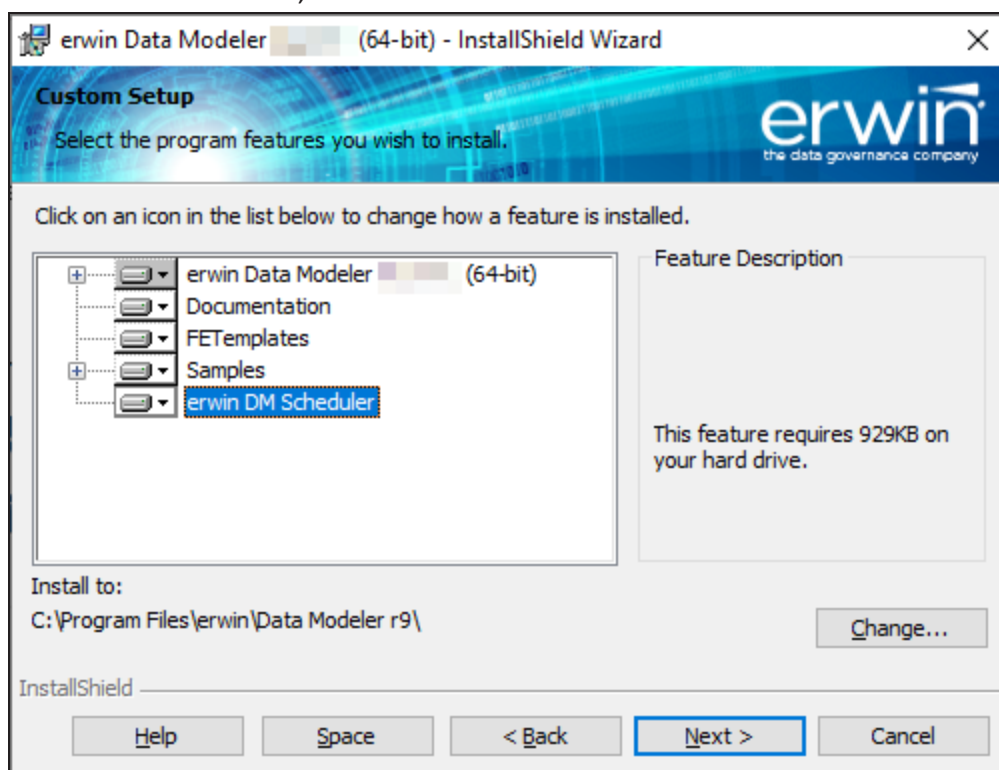 erwin Data Modeler (64-bit) - InstallShield Wizard
Custom Setup
Select the program features you wish to install.
erwin
the data governance company
Click on an icon in the list below to change how a feature is installed.
erwin Data Modeler (64-bit)
Documentation
FETemplates
Samples
erwin DM Scheduler
Feature Description
This feature requires 929KB on
your hard drive.
Install to:
C:\Program Files\erwin\Data Modeler r9\
Change...
InstallShield
Help
Space
< Back
Next >
Cancel